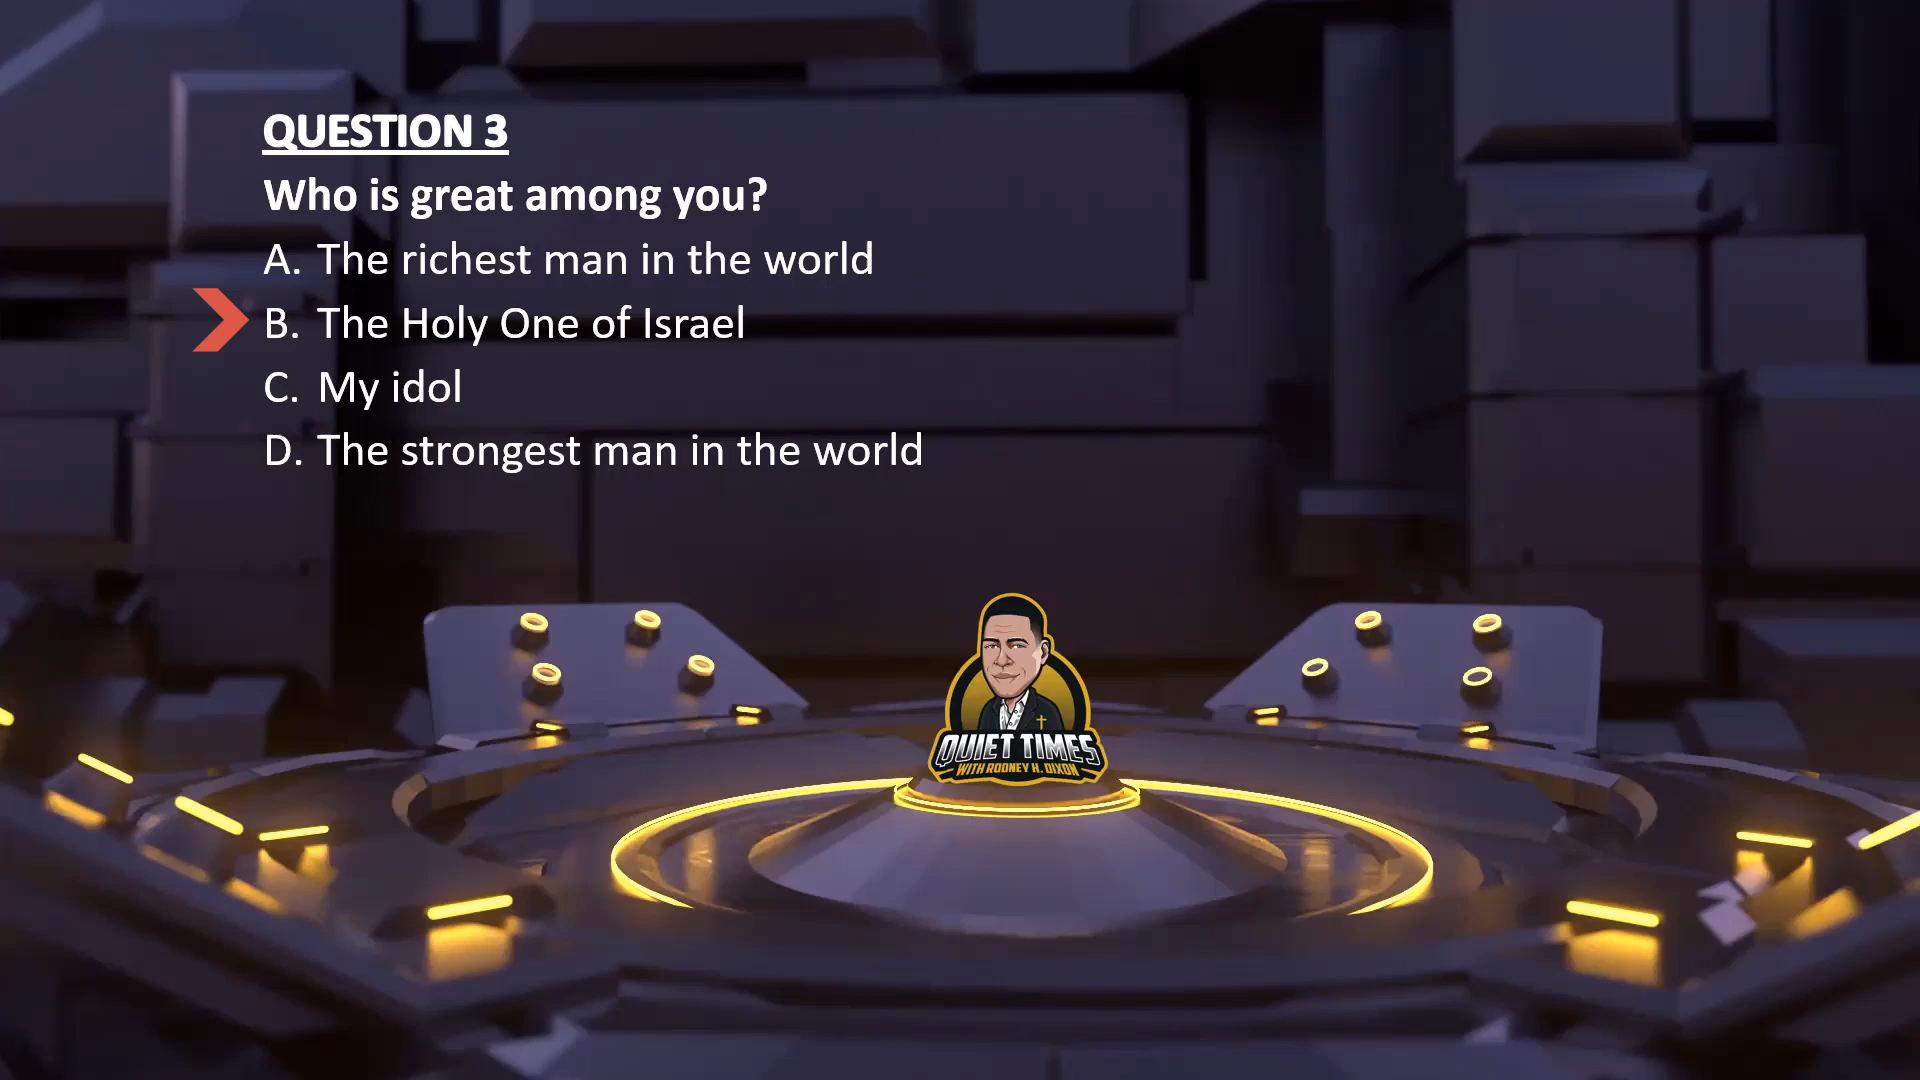 QUESTION 3
Who is great among you?
A. The richest man in the world
B. The Holy One of Israel
C. My idol
D. The strongest man in the world
QUIET TIMES
WITH RODNEY H. DIXON